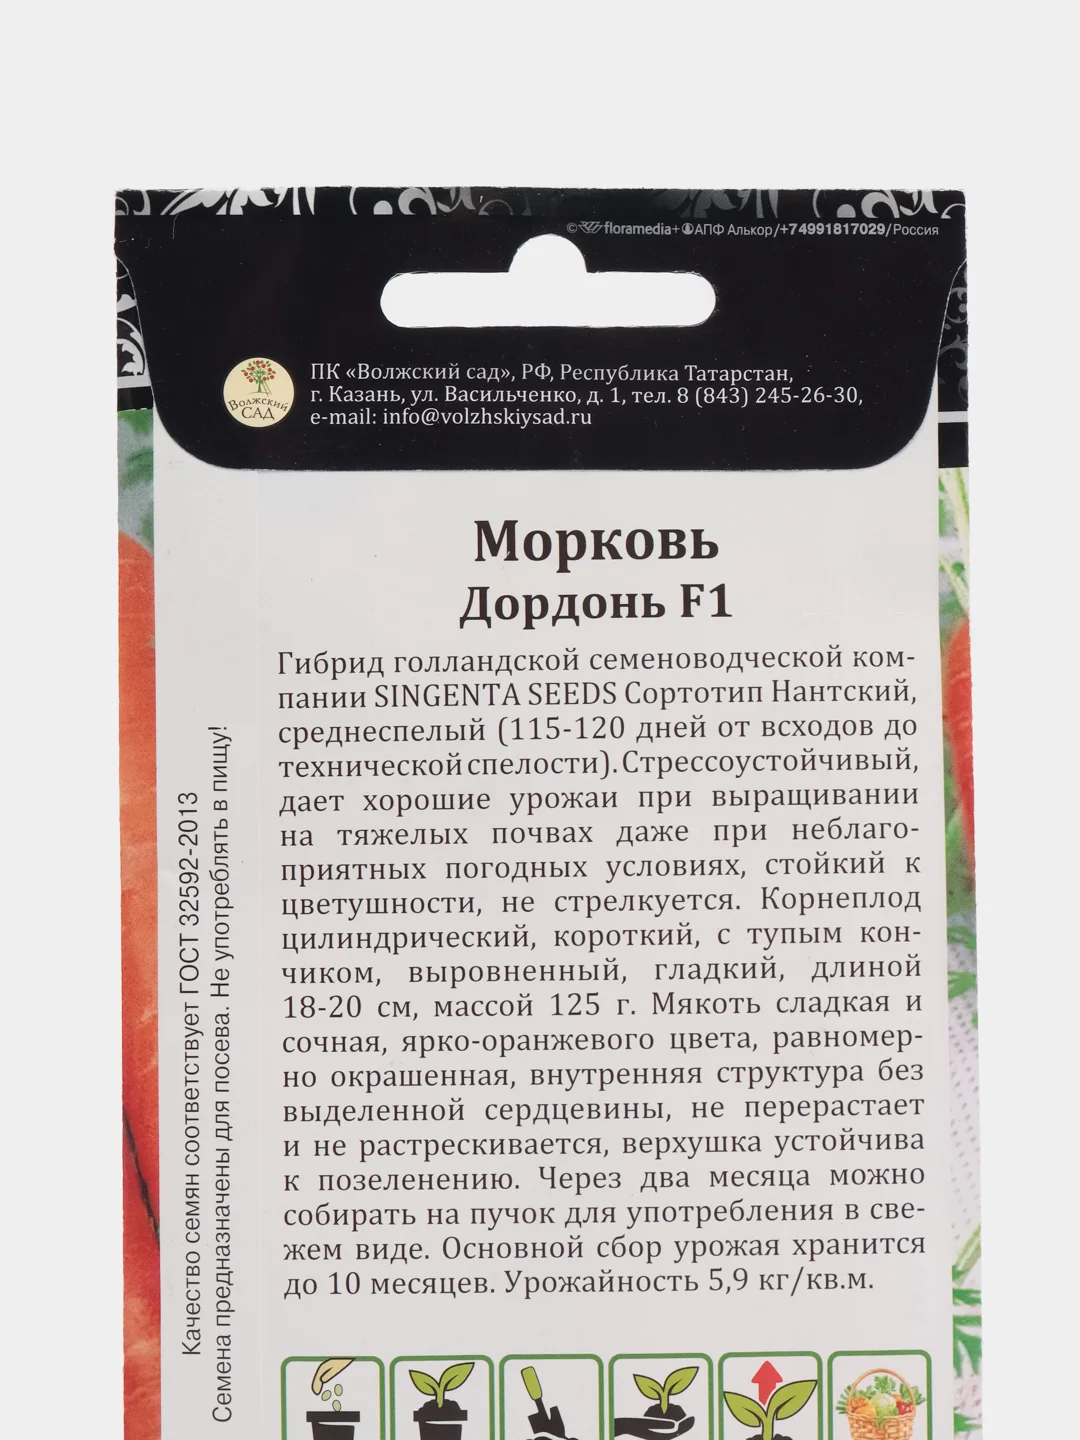 © floramedia+ АПФ Алькор/+74991817029/Россия
Волжский
САД
ПК «Волжский сад», РФ, Республика Татарстан,
г. Казань, ул. Васильченко, д. 1, тел. 8 (843) 245-26-30,
e-mail: info@volzhskiysad.ru
Морковь
Дордонь F1
Гибрид голландской семеноводческой ком-
пании SINGENTA SEEDS Сортотип Нантский,
среднеспелый (115-120 дней от всходов до
технической спелости). Стрессоустойчивый,
дает хорошие урожаи при выращивании
на тяжелых почвах даже при неблаго-
приятных погодных условиях, стойкий к
цветушности, не стрелкуется. Корнеплод
цилиндрический, короткий, с тупым кон-
чиком, выровненный, гладкий, длиной
18-20 см, массой 125 г. Мякоть сладкая и
сочная, ярко-оранжевого цвета, равномер-
но окрашенная, внутренняя структура без
выделенной сердцевины, не перерастает
и не растрескивается, верхушка устойчива
к позеленению. Через два месяца можно
собирать на пучок для употребления в све-
жем виде. Основной сбор урожая хранится
до 10 месяцев. Урожайность 5,9 кг/кв.м.
Качество семян соответствует ГОСТ 32592-2013
Семена предназначены для посева. Не употреблять в пищу!